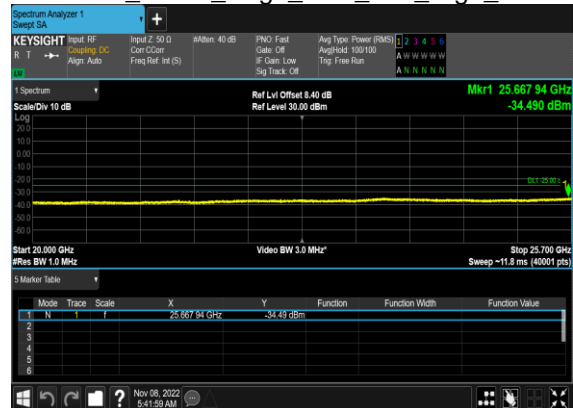 Spectrum Analyzer 1
Swept SA
+
KEYSIGHT Input: RF Input Z: 50 Ω #Atten: 40 dB PNO: Fast Avg Type: Power (RMS) 1 2 3 4 5 6
R T Coupling: DC Corr CCorr Gate: Off Avg|Hold: 100/100 A W W W W W
Align: Auto Freq Ref: Int (S) IF Gain: Low Trig: Free Run
LW Sig Track: Off A N N N N N
1 Spectrum Ref Lvl Offset 8.40 dB Mkr1 25.667 94 GHz
Scale/Div 10 dB Ref Level 30.00 dBm -34.490 dBm
Log
20.0
10.0
0.00
-10.0
-20.0
DL1 -25.00
-30.0
-40.0
-50.0
-60.0
Start 20.000 GHz Video BW 3.0 MHz* Stop 25.700 GHz
#Res BW 1.0 MHz Sweep ~11.8 ms (40001 pts)
5 Marker Table
Mode Trace Scale X Y Function Function Width Function Value
1 N 1 f 25.667 94 GHz -34.49 dBm
2
3
4
5
6
? Nov 08, 2022
5:41:59 AM